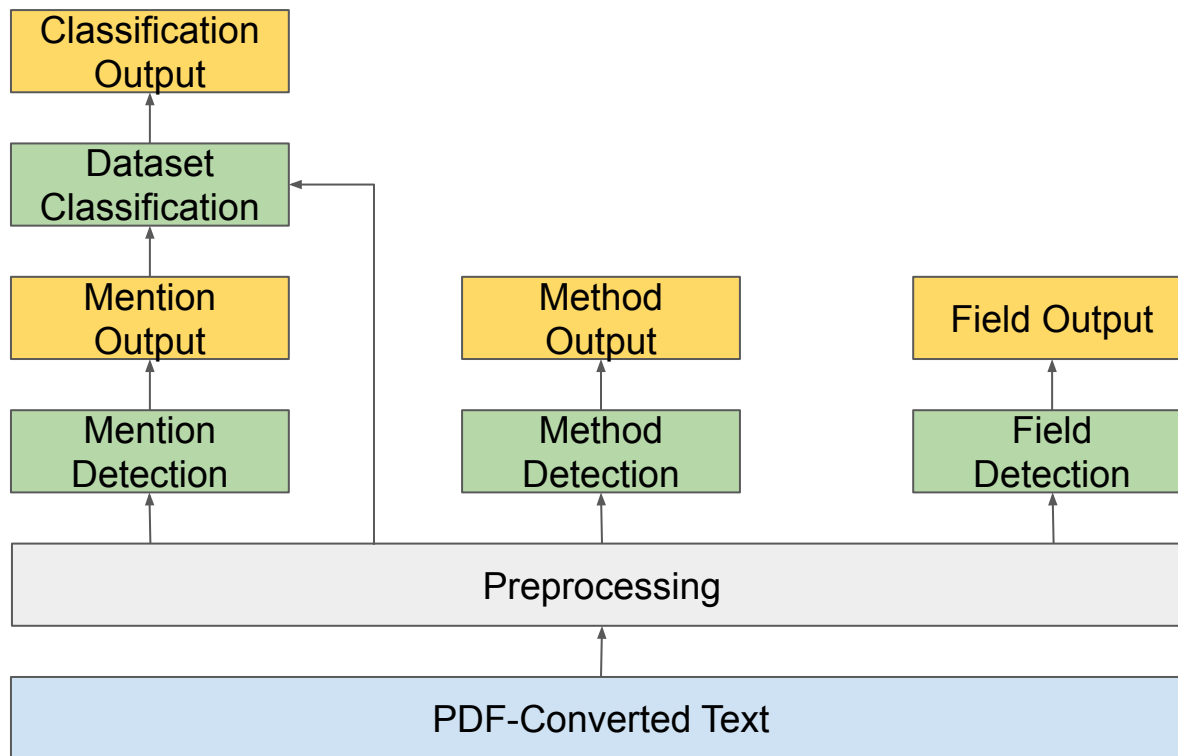 Classification
Output
Dataset
Classification
Mention
Output
Method
Output
Field Output
Mention
Detection
Method
Detection
Field
Detection
Preprocessing
PDF-Converted Text